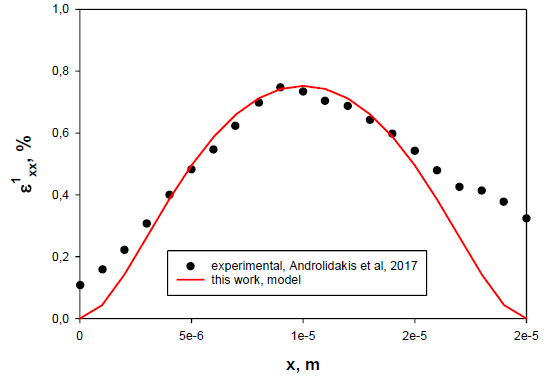 1,0
0,8
0,6
0,4
0,2
0,0
ε¹xx, %
experimental, Androlidakis et al, 2017
this work, model
0 5e-6 1e-5 2e-5 2e-5
x, m